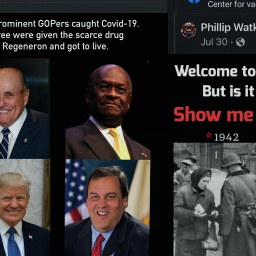 rominent GOPers caught Covid-19.
ree were given the scarce drug
Regeneron and got to live.
Center for va
Phillip Watk
Jul 30
Welcome to
But is it
Show me
* 1942